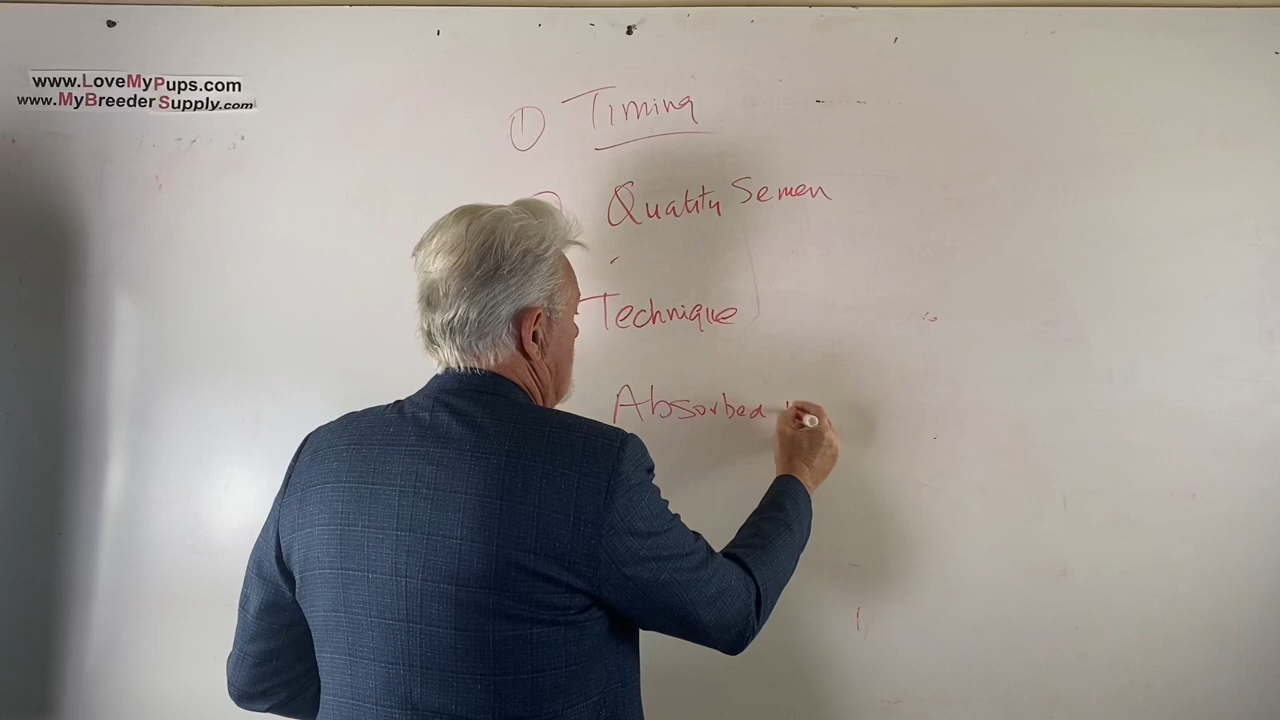 www.LoveMyPups.com
www.MyBreederSupply.com
① Timing
Quality Semen
Technique
Absorbed